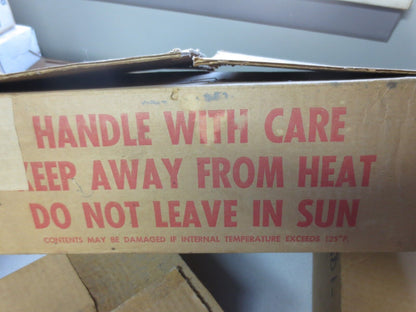 HANDLE WITH CARE
KEEP AWAY FROM HEAT
DO NOT LEAVE IN SUN
CONTENTS MAY BE DAMAGED IF INTERNAL TEMPERATURE EXCEEDS 125°F.